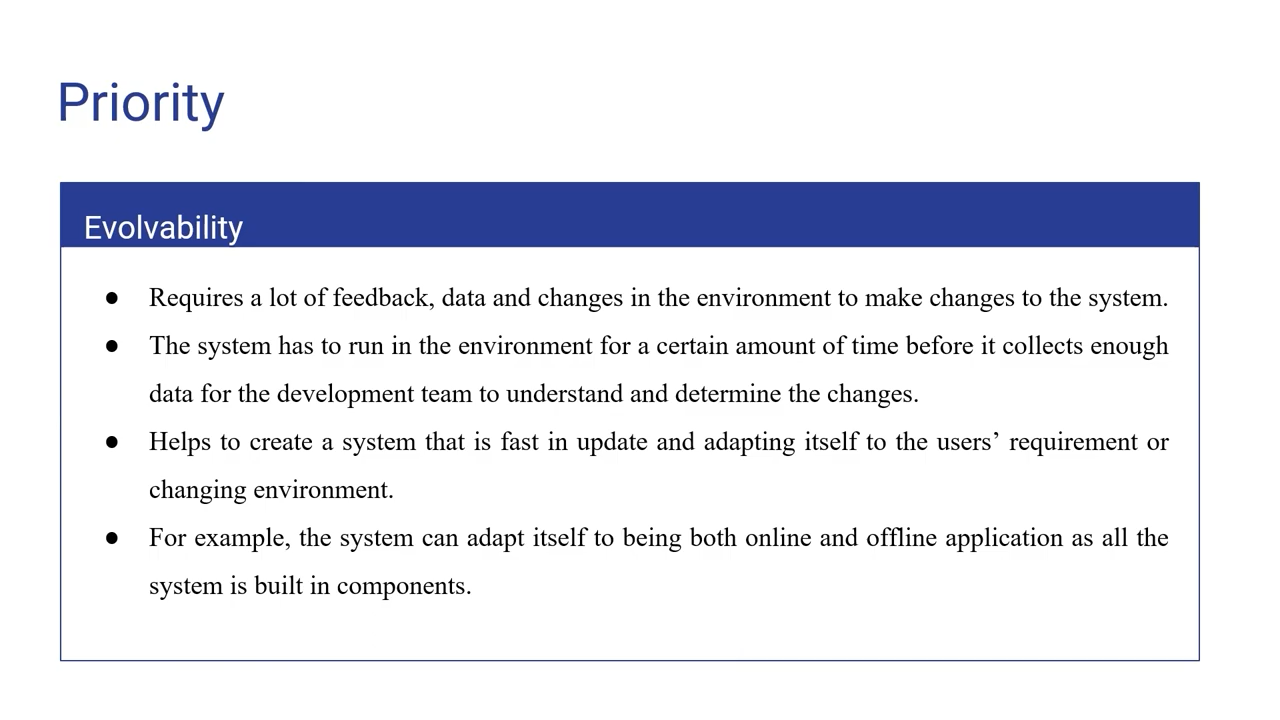 Priority
Evolvability
● Requires a lot of feedback, data and changes in the environment to make changes to the system.
● The system has to run in the environment for a certain amount of time before it collects enough
data for the development team to understand and determine the changes.
● Helps to create a system that is fast in update and adapting itself to the users’ requirement or
changing environment.
● For example, the system can adapt itself to being both online and offline application as all the
system is built in components.